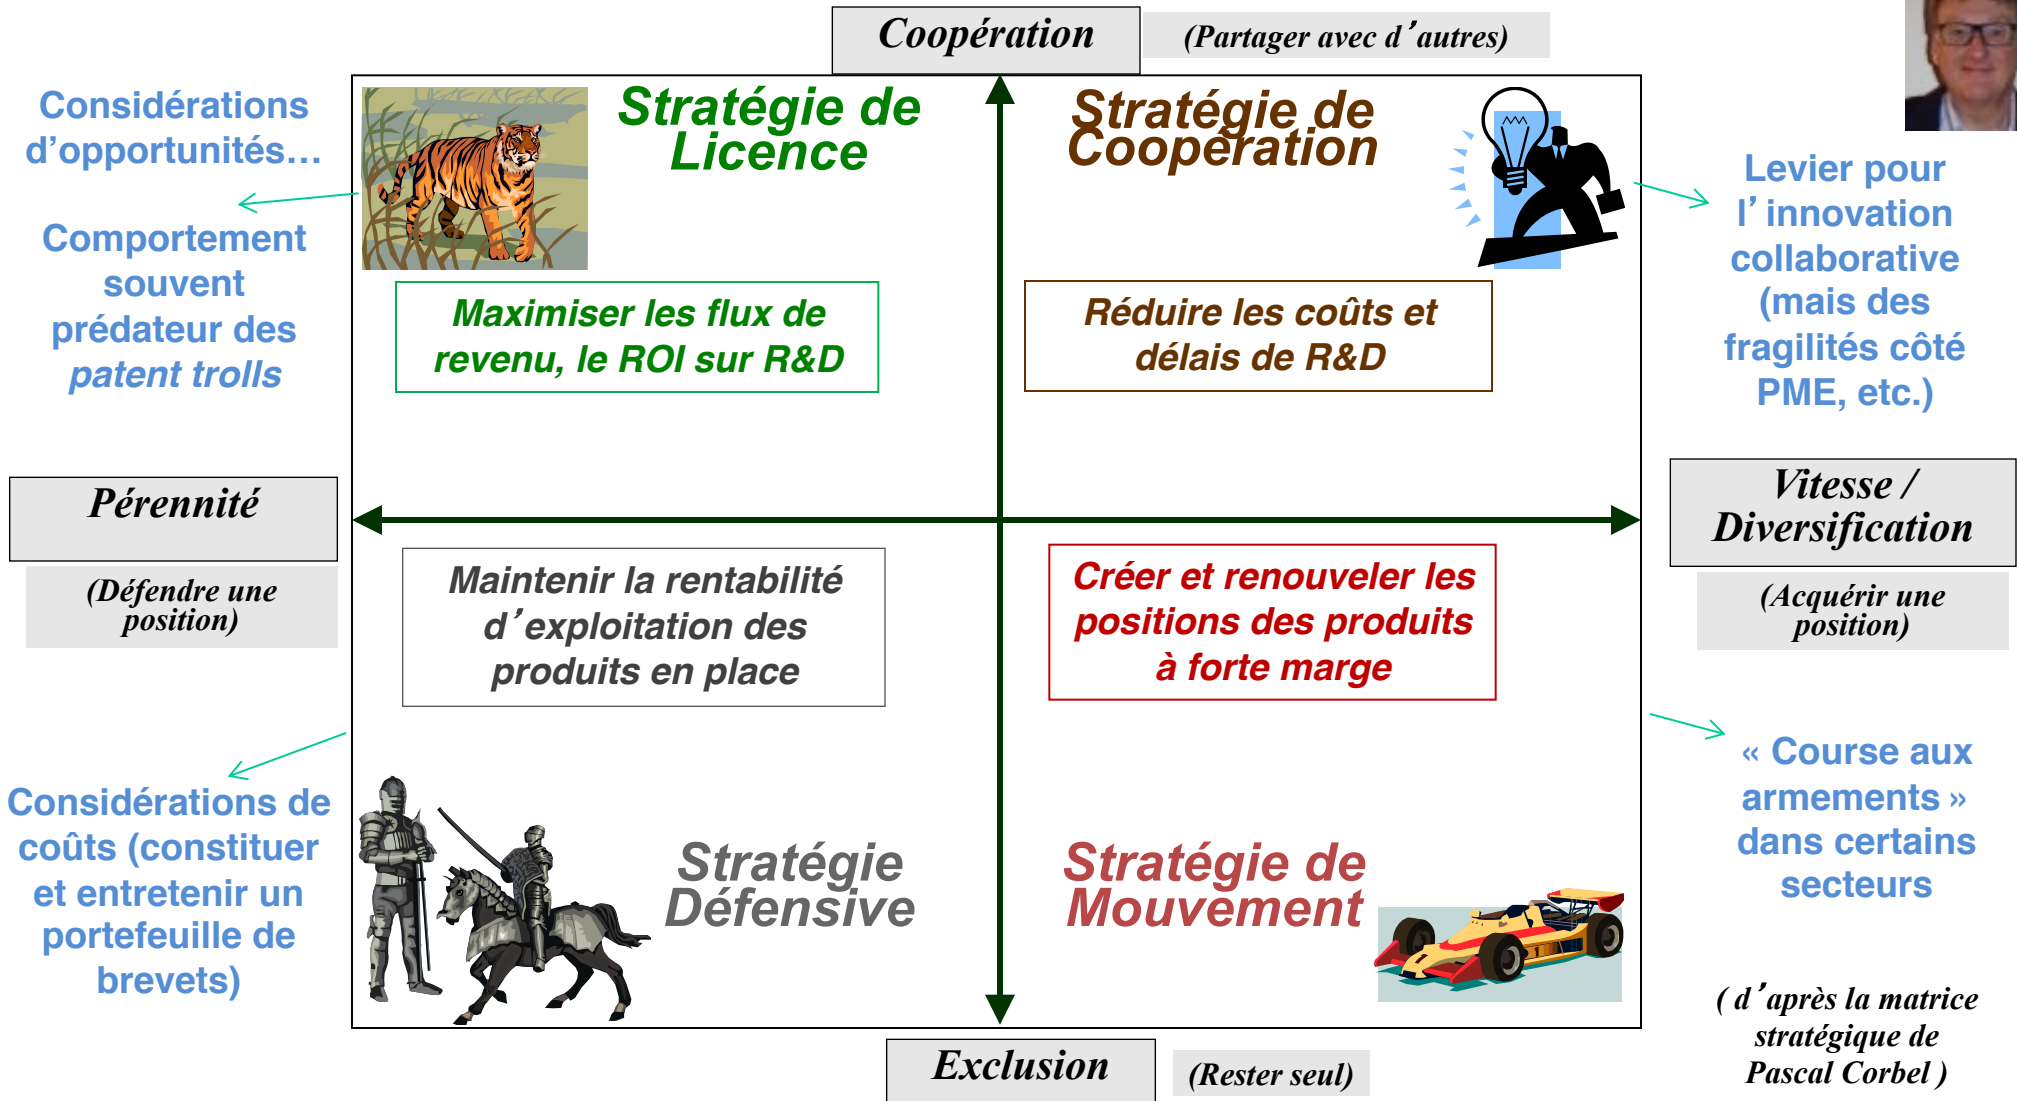 Coopération
(Partager avec d’autres)
Considérations
d’opportunités…
Comportement
souvent
prédateur des
patent trolls
Stratégie de
Licence
Maximiser les flux de
revenu, le ROI sur R&D
Stratégie de
Coopération
Réduire les coûts et
délais de R&D
Levier pour
l’innovation
collaborative
(mais des
fragilités côté
PME, etc.)
Pérennité
(Défendre une
position)
Vitesse /
Diversification
(Acquérir une
position)
Maintenir la rentabilité
d’exploitation des
produits en place
Créer et renouveler les
positions des produits
à forte marge
Considérations de
coûts (constituer
et entretenir un
portefeuille de
brevets)
Stratégie
Défensive
Stratégie de
Mouvement
1
1
« Course aux
armements »
dans certains
secteurs
Exclusion
(Rester seul)
( d’après la matrice
stratégique de
Pascal Corbel )